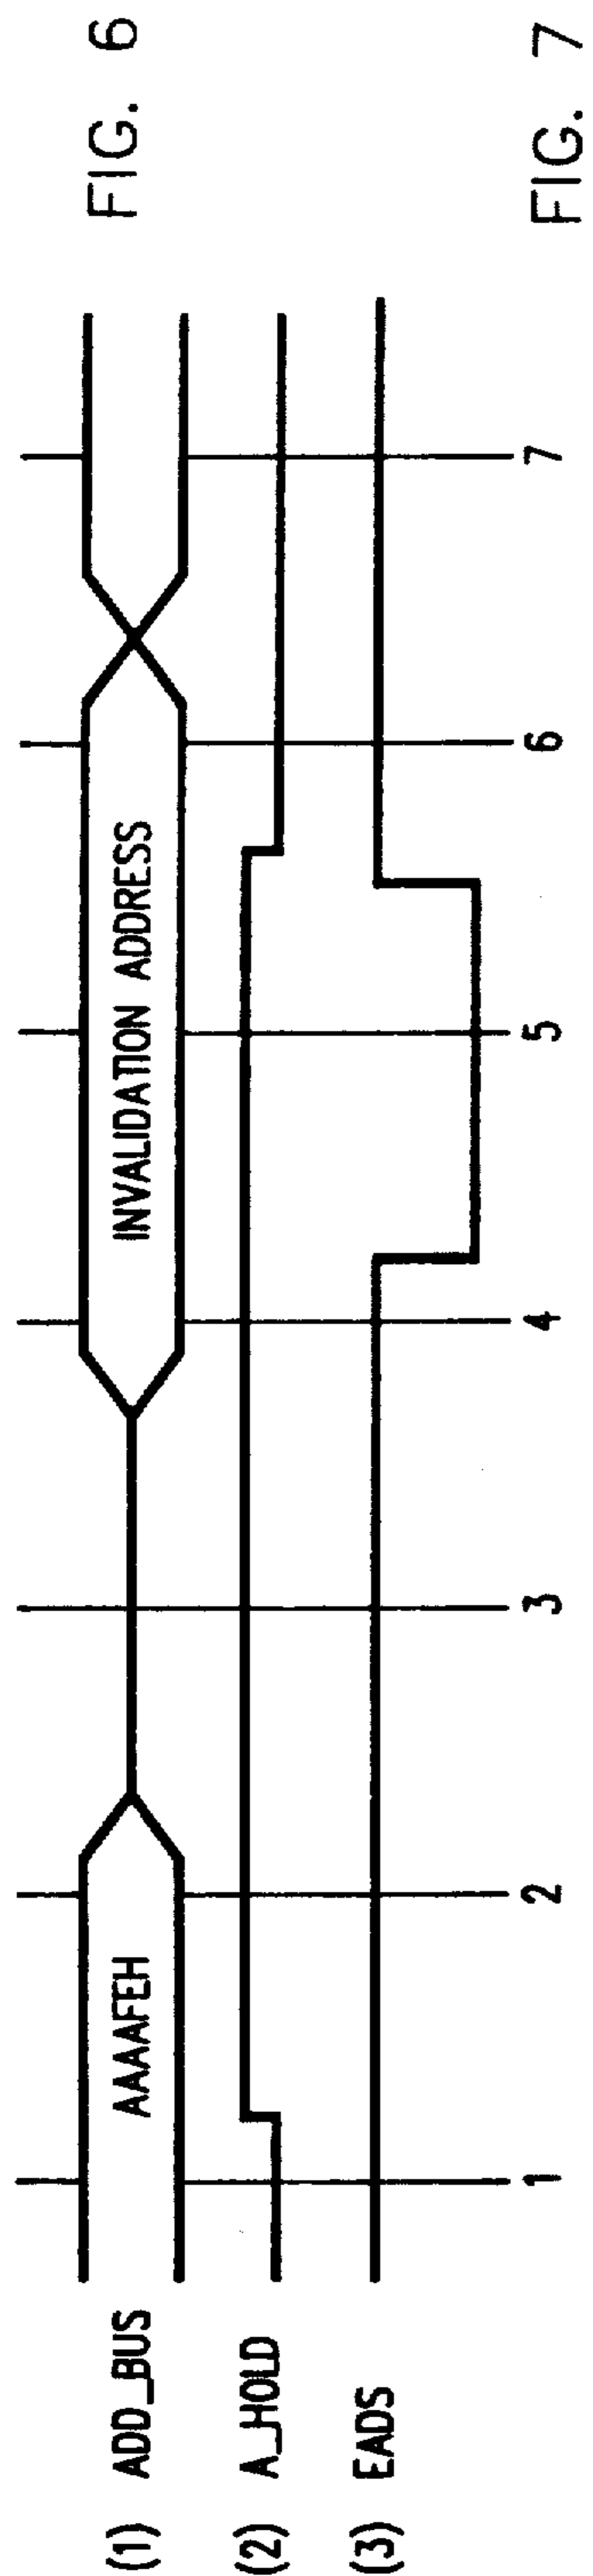 FIG. 6
(1) ADD_BUS
AAAAFEH
INVALIDATION ADDRESS
(2) A_HOLD
(3) EADS
1 2 3 4 5 6 7
FIG. 7